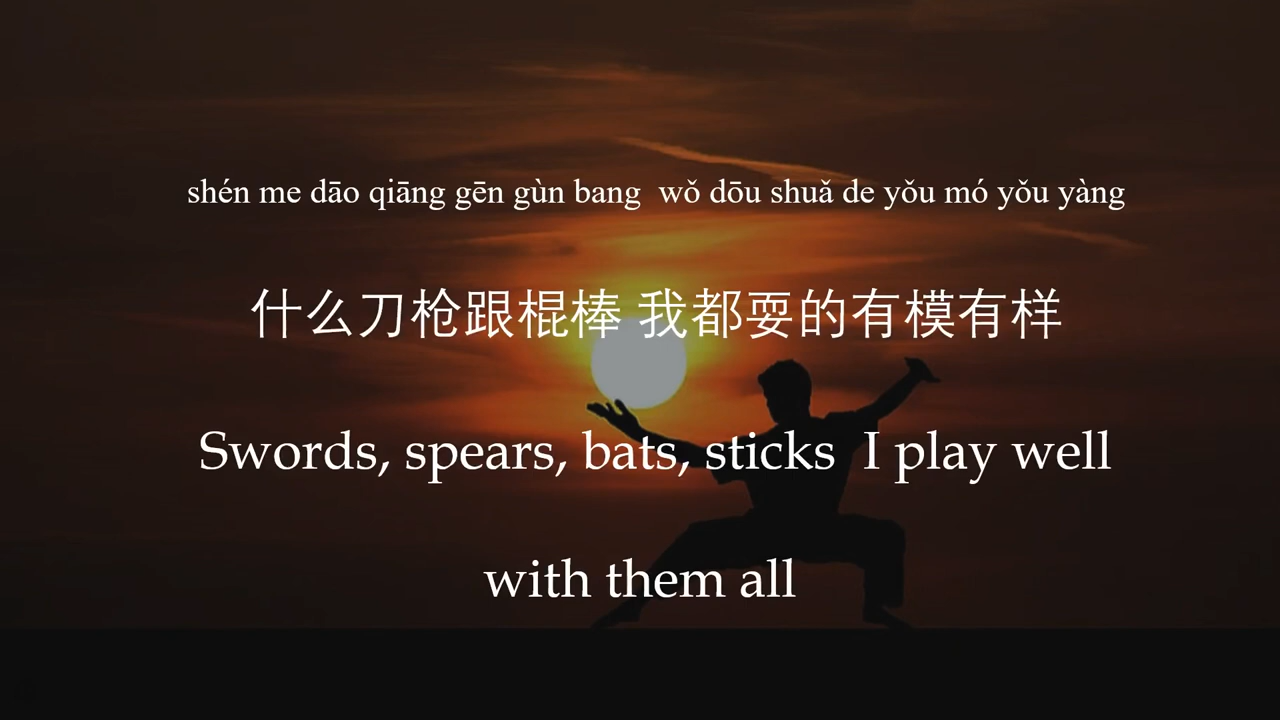 shén me dāo qiāng gēn gùn bang  wǒ dōu shuǎ de yǒu mó yǒu yàng
什么刀枪跟棍棒 我都耍的有模有样
Swords, spears, bats, sticks  I play well
with them all